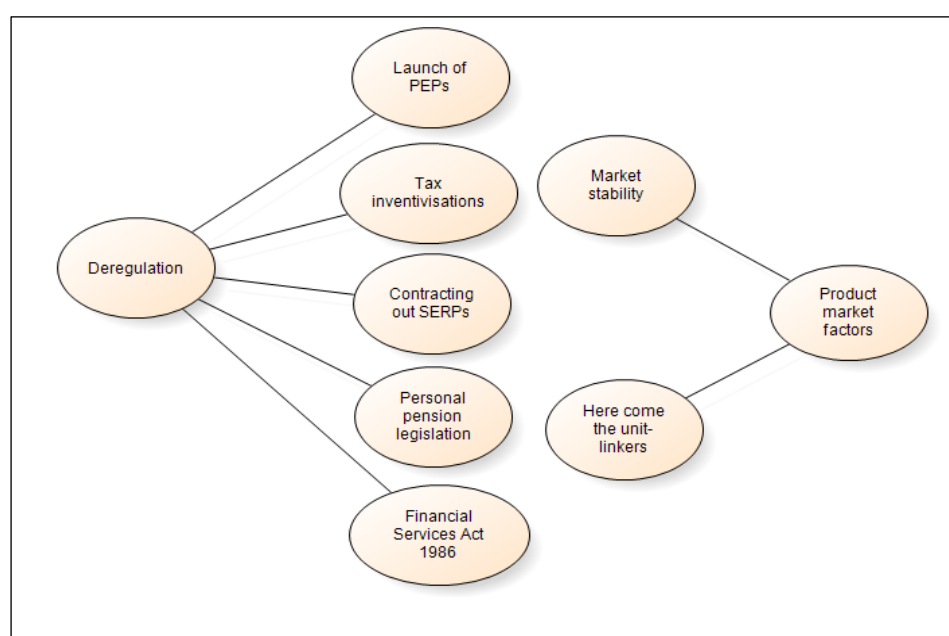 Launch of
PEPs
Tax
inventivisations
Market
stability
Deregulation
Contracting
out SERPs
Product
market
factors
Personal
pension
legislation
Here come
the unit-
linkers
Financial
Services Act
1986